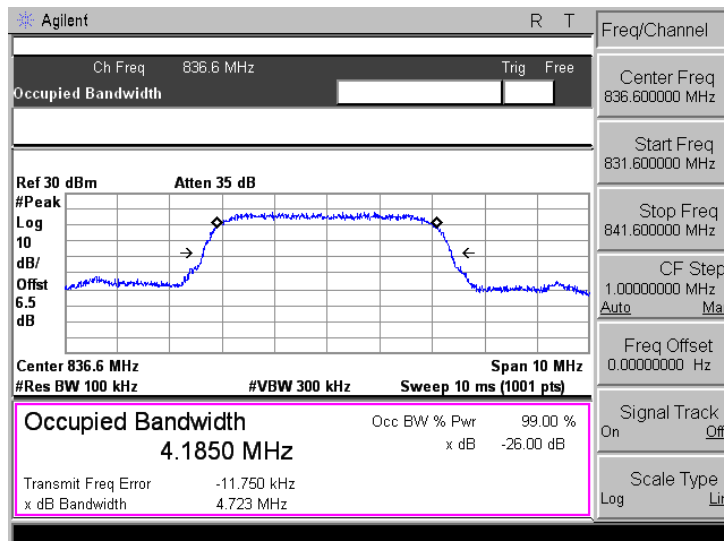 Agilent R T
Ch Freq 836.6 MHz Trig Free
Occupied Bandwidth
Ref 30 dBm Atten 35 dB
#Peak
Log
10
dB/
Offst
6.5
dB
Center 836.6 MHz Span 10 MHz
#Res BW 100 kHz #VBW 300 kHz Sweep 10 ms (1001 pts)
Occupied Bandwidth
4.1850 MHz
Occ BW % Pwr 99.00 %
x dB -26.00 dB
Transmit Freq Error -11.750 kHz
x dB Bandwidth 4.723 MHz
Freq/Channel
Center Freq
836.600000 MHz
Start Freq
831.600000 MHz
Stop Freq
841.600000 MHz
CF Step
1.00000000 MHz
Auto Ma
Freq Offset
0.00000000 Hz
Signal Track
On Off
Scale Type
Log Lin